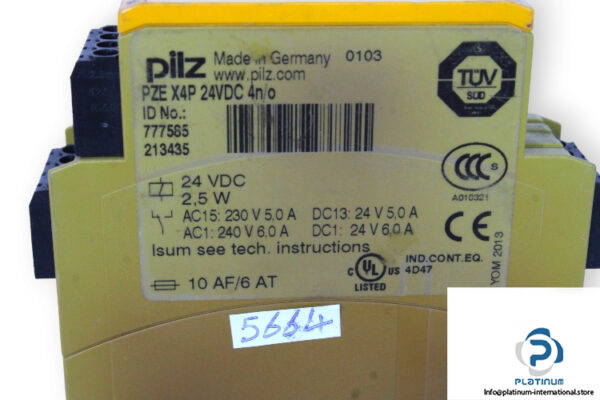 pilz Made in Germany 0103
www.pilz.com
PZE X4P 24VDC 4n/o
ID No.:
777585
213435
TÜV
SÜD
CCC S
A010321
24 VDC
2,5 W
AC15: 230 V 5,0 A DC13: 24 V 5,0 A
AC1: 240 V 6,0 A DC1: 24 V 6,0 A
Isum see tech. instructions
CE
YOM 2013
10 AF/6 AT
C UL US IND.CONT.EQ.
LISTED 4D47
5664
PLATINUM
Info@platinum-international.store